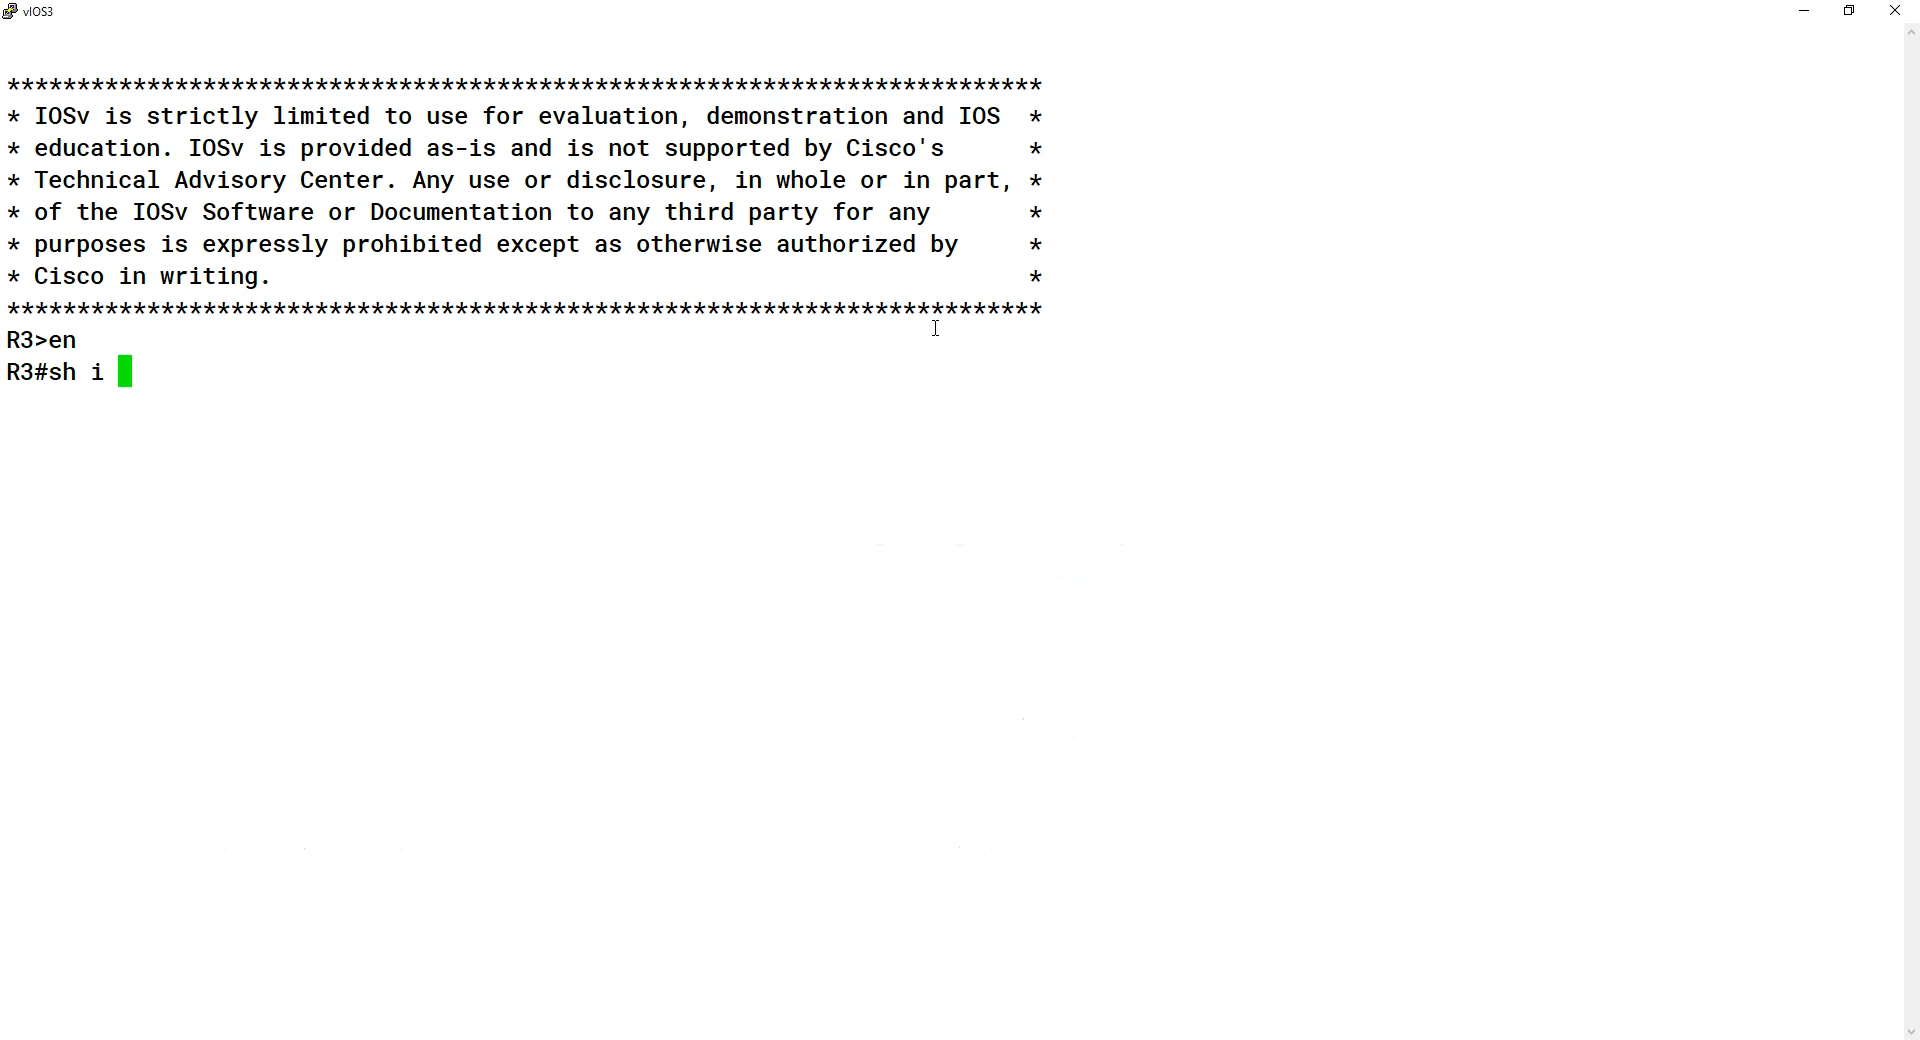 vIOS3
**************************************************************************
* IOSv is strictly limited to use for evaluation, demonstration and IOS  *
* education. IOSv is provided as-is and is not supported by Cisco's      *
* Technical Advisory Center. Any use or disclosure, in whole or in part, *
* of the IOSv Software or Documentation to any third party for any       *
* purposes is expressly prohibited except as otherwise authorized by     *
* Cisco in writing.                                                      *
**************************************************************************
R3>en
R3#sh i